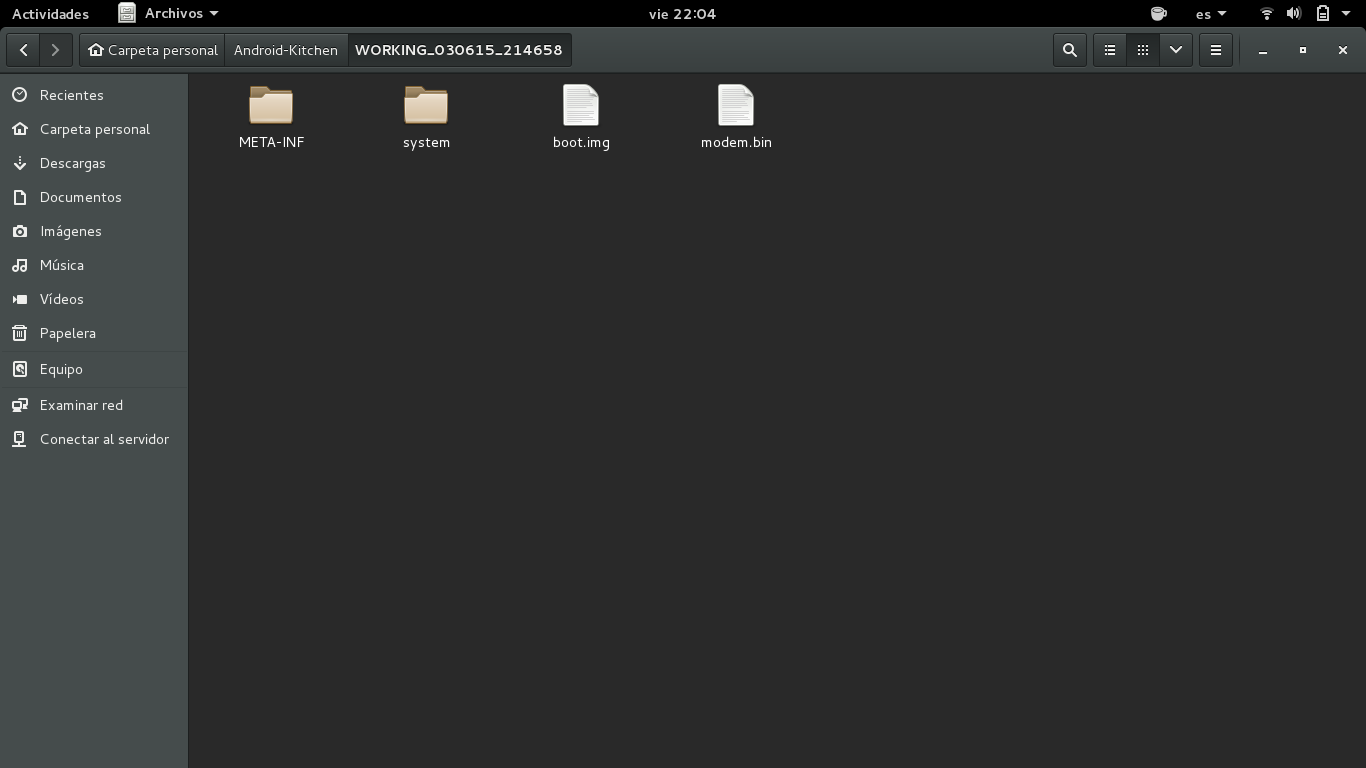 Actividades Archivos vie 22:04 es
Carpeta personal Android-Kitchen WORKING_030615_214658
Recientes
Carpeta personal
Descargas
Documentos
Imágenes
Música
Vídeos
Papelera
Equipo
Examinar red
Conectar al servidor
META-INF system boot.img modem.bin